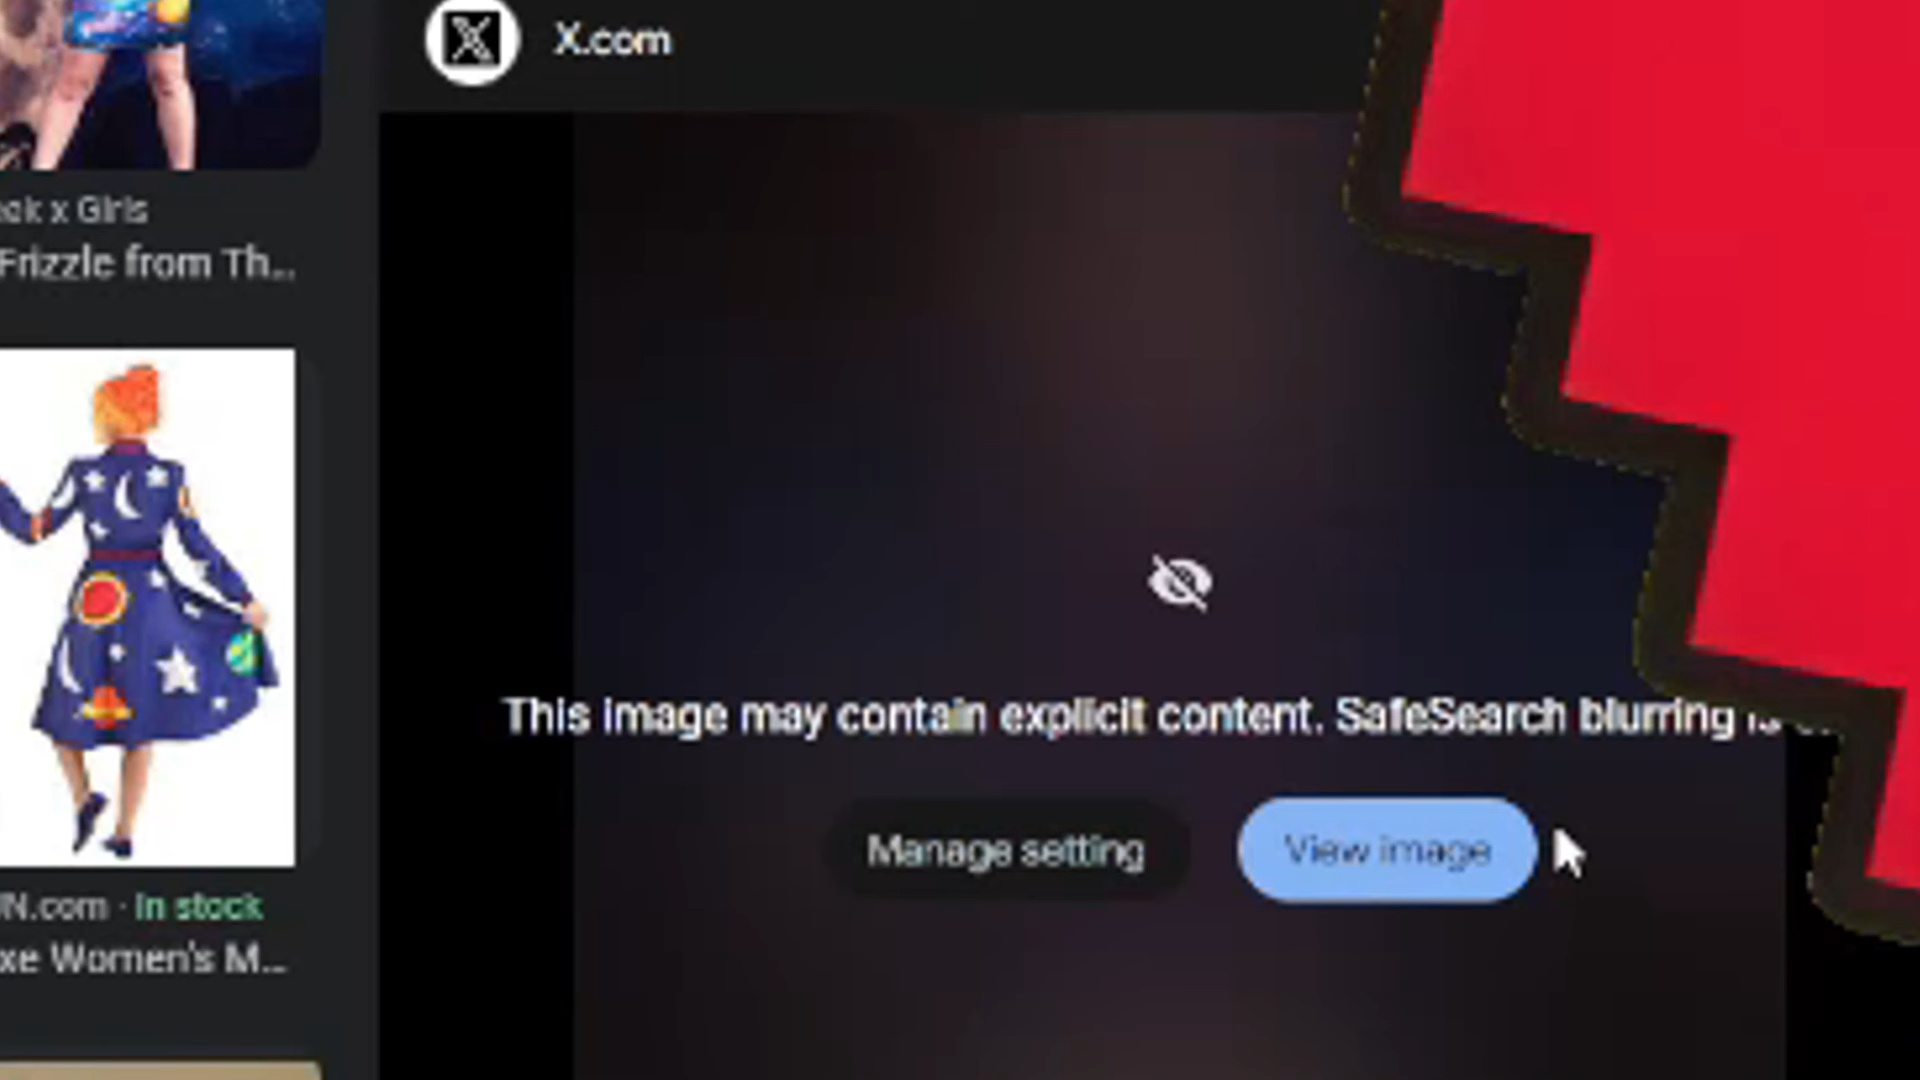 X.com
x Girls
Frizzle from Th...
This image may contain explicit content. SafeSearch blurring is
Manage setting
View image
N.com · In stock
xe Women's M...